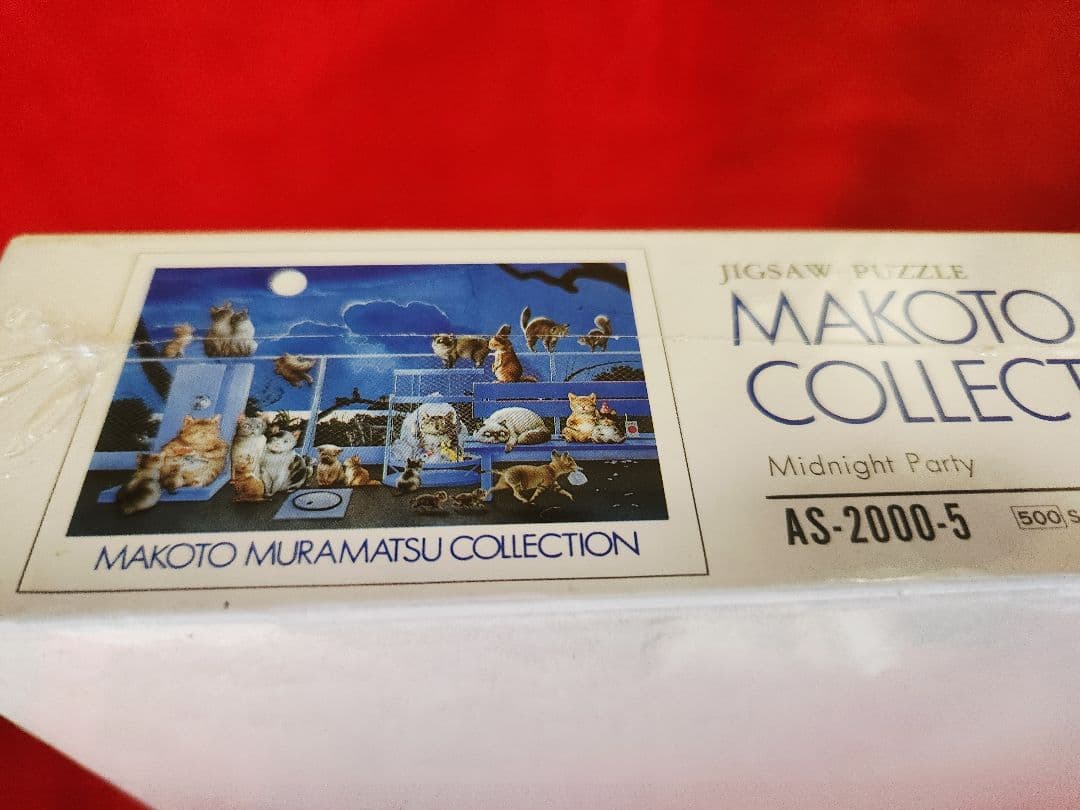 JIGSAW PUZZLE
MAKOTO
COLLECT
Midnight Party
AS-2000-5
500 S
MAKOTO MURAMATSU COLLECTION